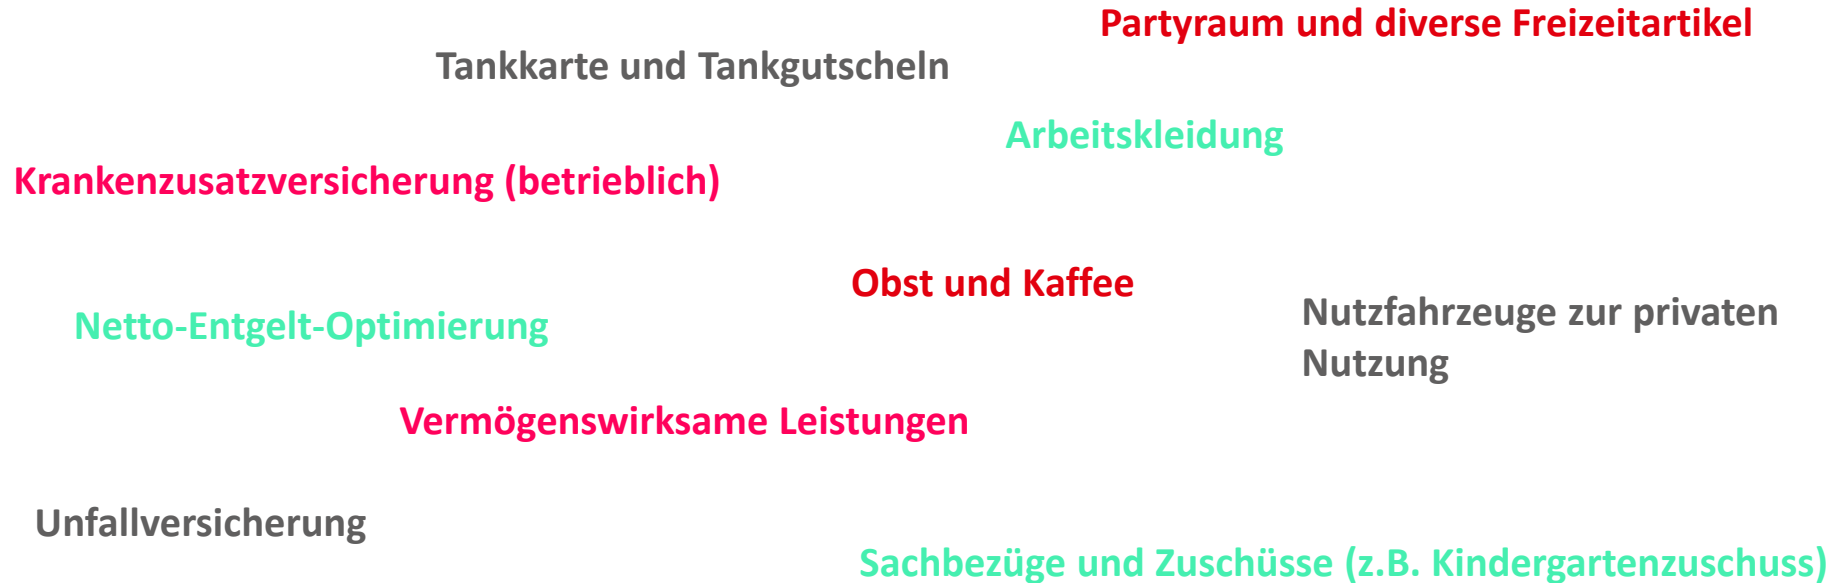 Partyraum und diverse Freizeitartikel
Tankkarte und Tankgutscheln
Arbeitskleidung
Krankenzusatzversicherung (betrieblich)
Obst und Kaffee
Nutzfahrzeuge zur privaten
Nutzung
Netto-Entgelt-Optimierung
Vermögenswirksame Leistungen
Unfallversicherung
Sachbezüge und Zuschüsse (z.B. Kindergartenzuschuss)